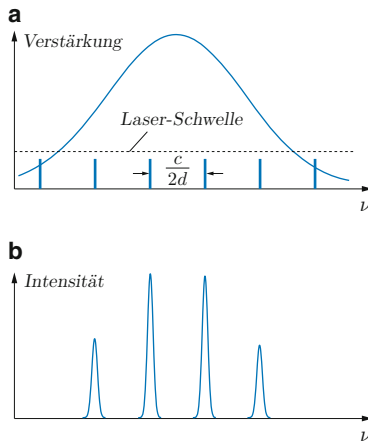 a
Verstärkung
Laser-Schwelle
c
2d
ν
b
Intensität
ν